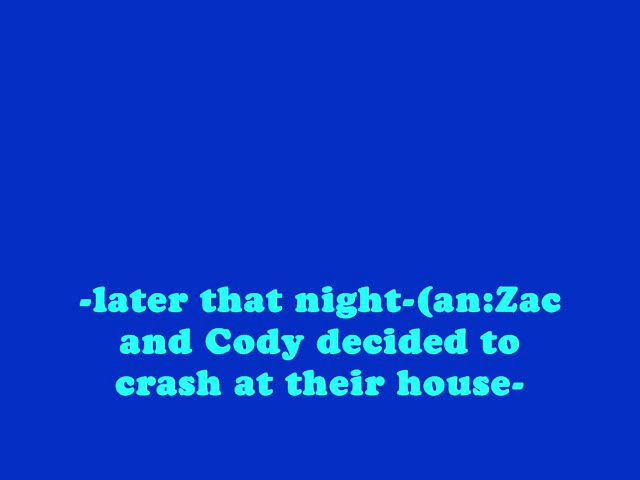 -later that night-(an:Zac
and Cody decided to
crash at their house-